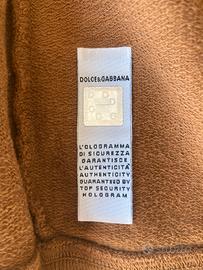 DOLCE&GABBANA
L'OLOGRAMMA
DI SICUREZZA
GARANTISCE
L'AUTENTICITÀ
AUTHENTICITY
GUARANTEED BY
TOP SECURITY
HOLOGRAM